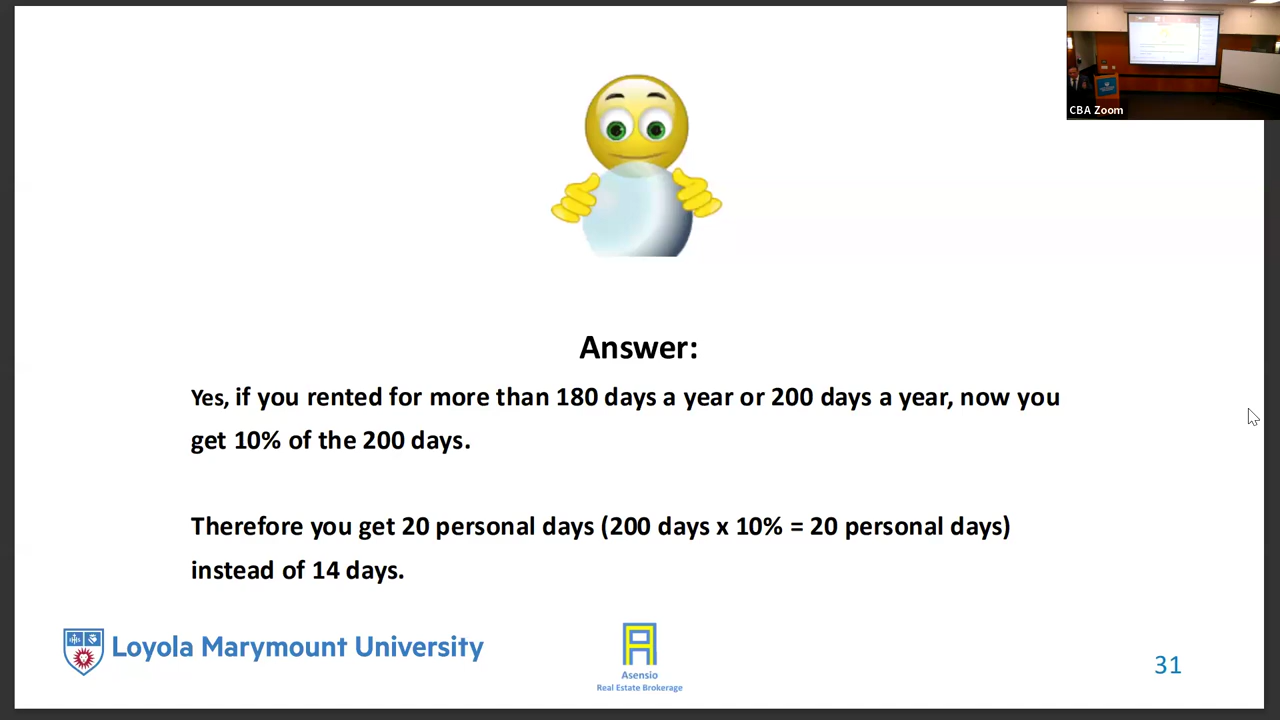 CBA Zoom
Answer:
Yes, if you rented for more than 180 days a year or 200 days a year, now you
get 10% of the 200 days.
Therefore you get 20 personal days (200 days x 10% = 20 personal days)
instead of 14 days.
Loyola Marymount University
Asensio
Real Estate Brokerage
31